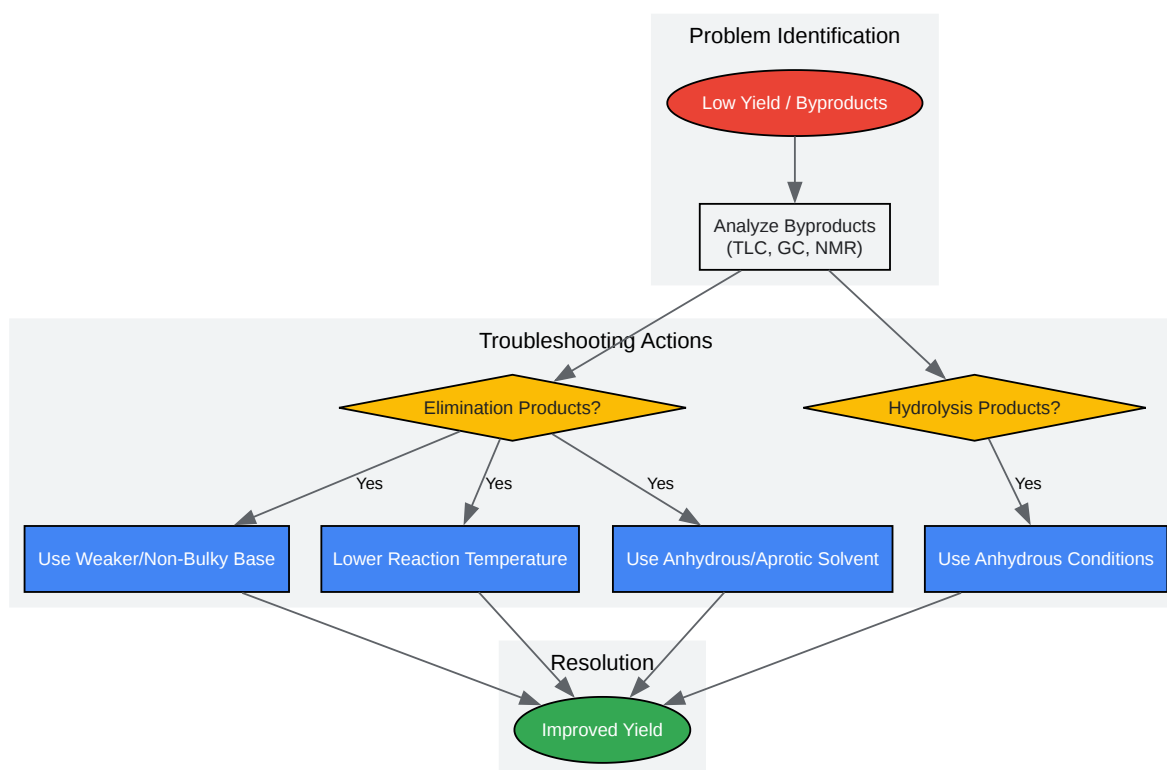 Problem Identification
Low Yield / Byproducts
Analyze Byproducts
(TLC, GC, NMR)
Troubleshooting Actions
Elimination Products?
Hydrolysis Products?
Yes
Yes
Yes
Yes
Use Weaker/Non-Bulky Base
Lower Reaction Temperature
Use Anhydrous/Aprotic Solvent
Use Anhydrous Conditions
Resolution
Improved Yield